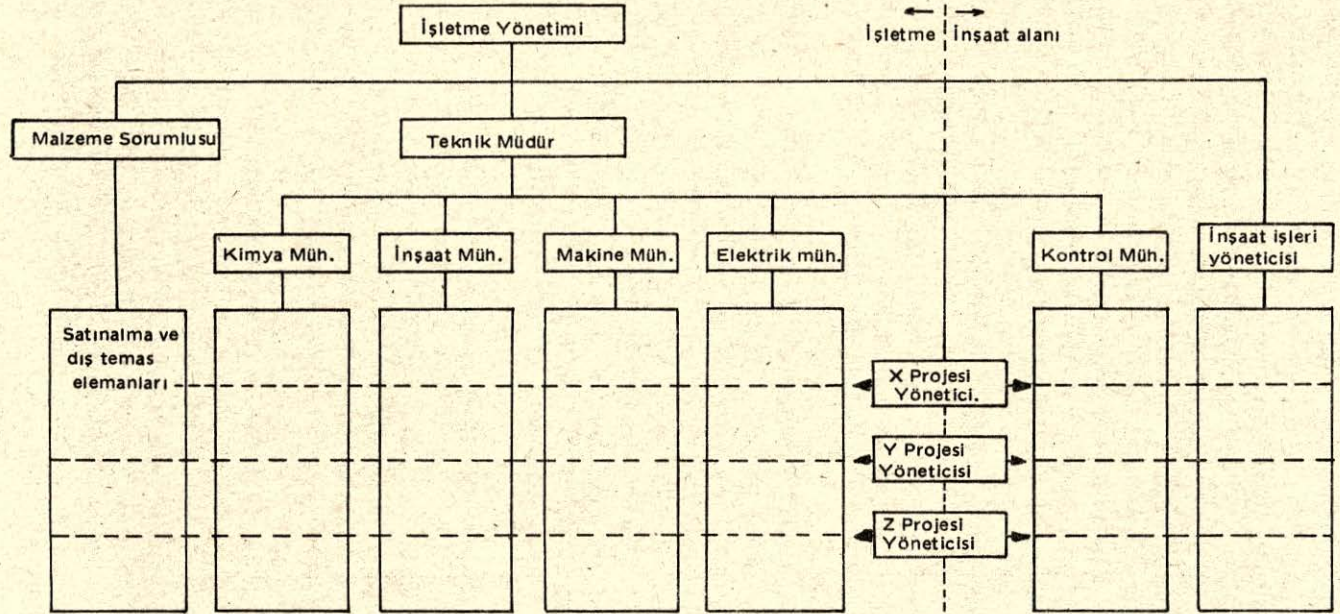 İşletme Yönetimi
İşletme
İnşaat alanı
Malzeme Sorumlusu
Teknik Müdür
Kimya Müh.
İnşaat Müh.
Makine Müh.
Elektrik müh.
Kontrol Müh.
İnşaat işleri
yöneticisi
Satınalma ve
dış temas
elemanları
X Projesi
Yönetici.
Y Projesi
Yöneticisi
Z Projesi
Yöneticisi